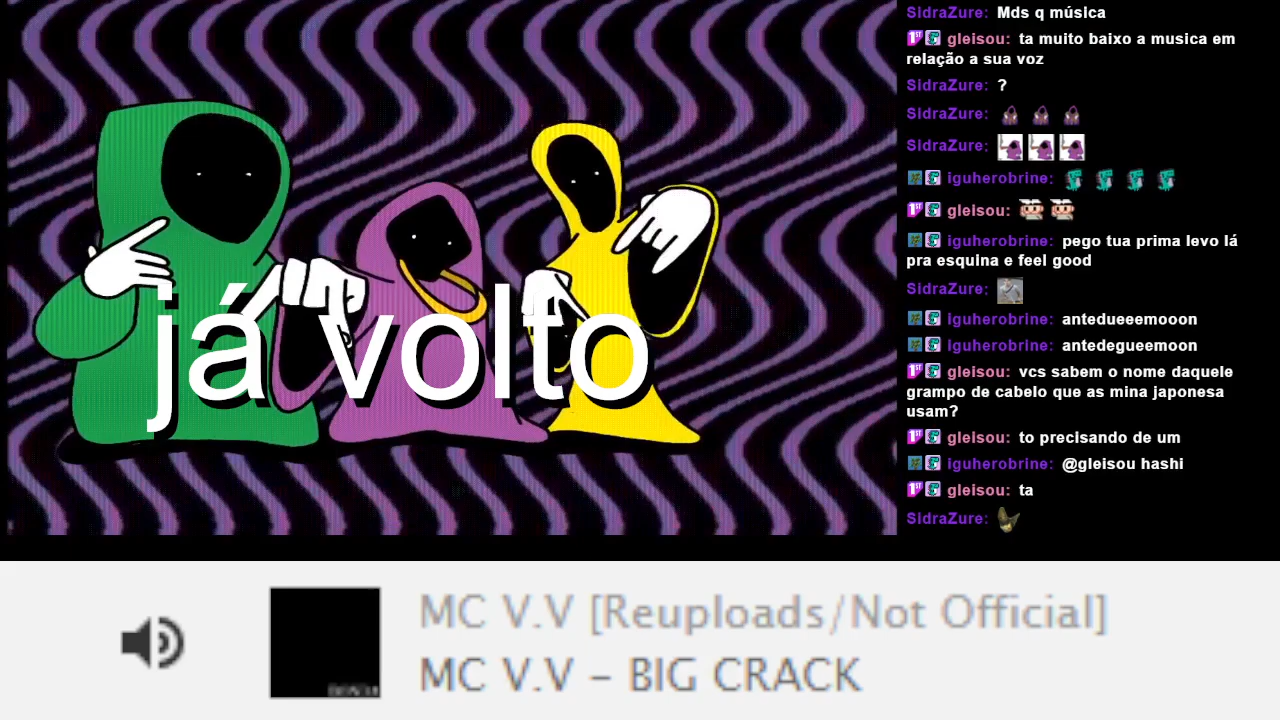 já volto
SidraZure: Mds q música
gleisou: ta muito baixo a musica em
relação a sua voz
SidraZure: ?
SidraZure:
SidraZure:
iguherobrine:
gleisou:
iguherobrine: pego tua prima levo lá
pra esquina e feel good
SidraZure:
iguherobrine: antedueeemooon
iguherobrine: antedegueemoon
gleisou: vcs sabem o nome daquele
grampo de cabelo que as mina japonesa
usam?
gleisou: to precisando de um
iguherobrine: @gleisou hashi
gleisou: ta
SidraZure:
MC V.V [Reuploads/Not Official]
MC V.V – BIG CRACK